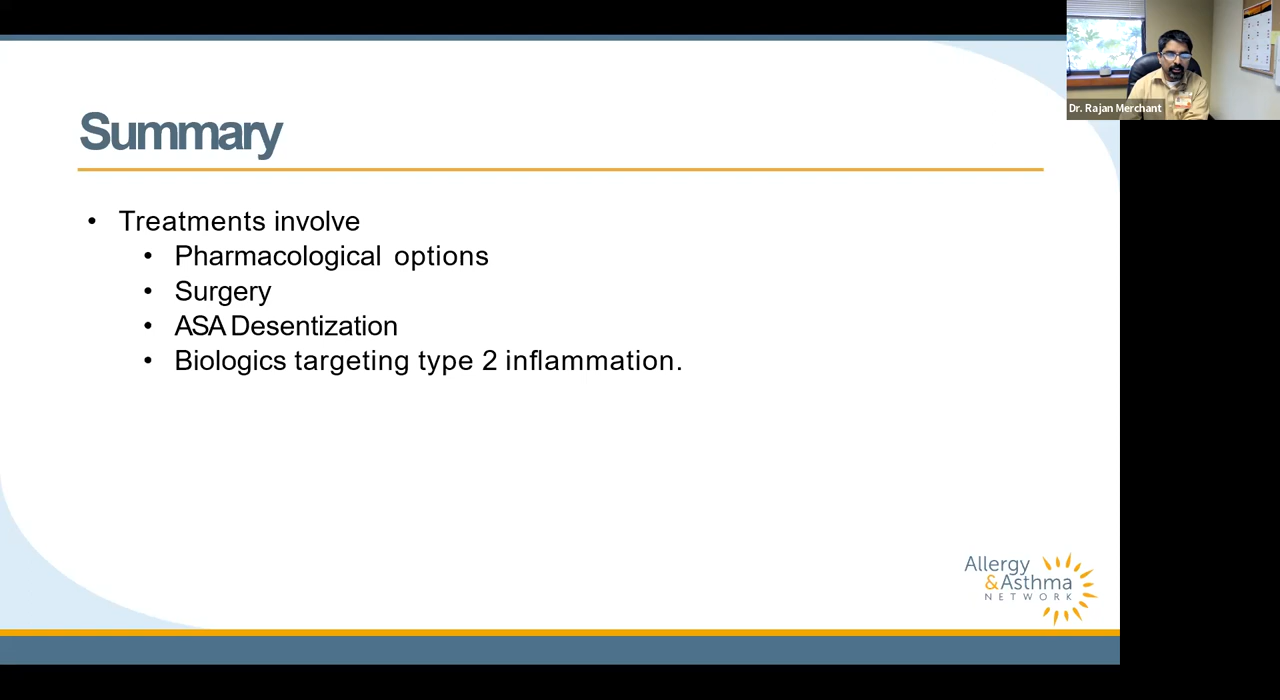 Dr. Rajan Merchant
Summary
• Treatments involve
• Pharmacological options
• Surgery
• ASA Desentization
• Biologics targeting type 2 inflammation.
Allergy
&Asthma
NETWORK